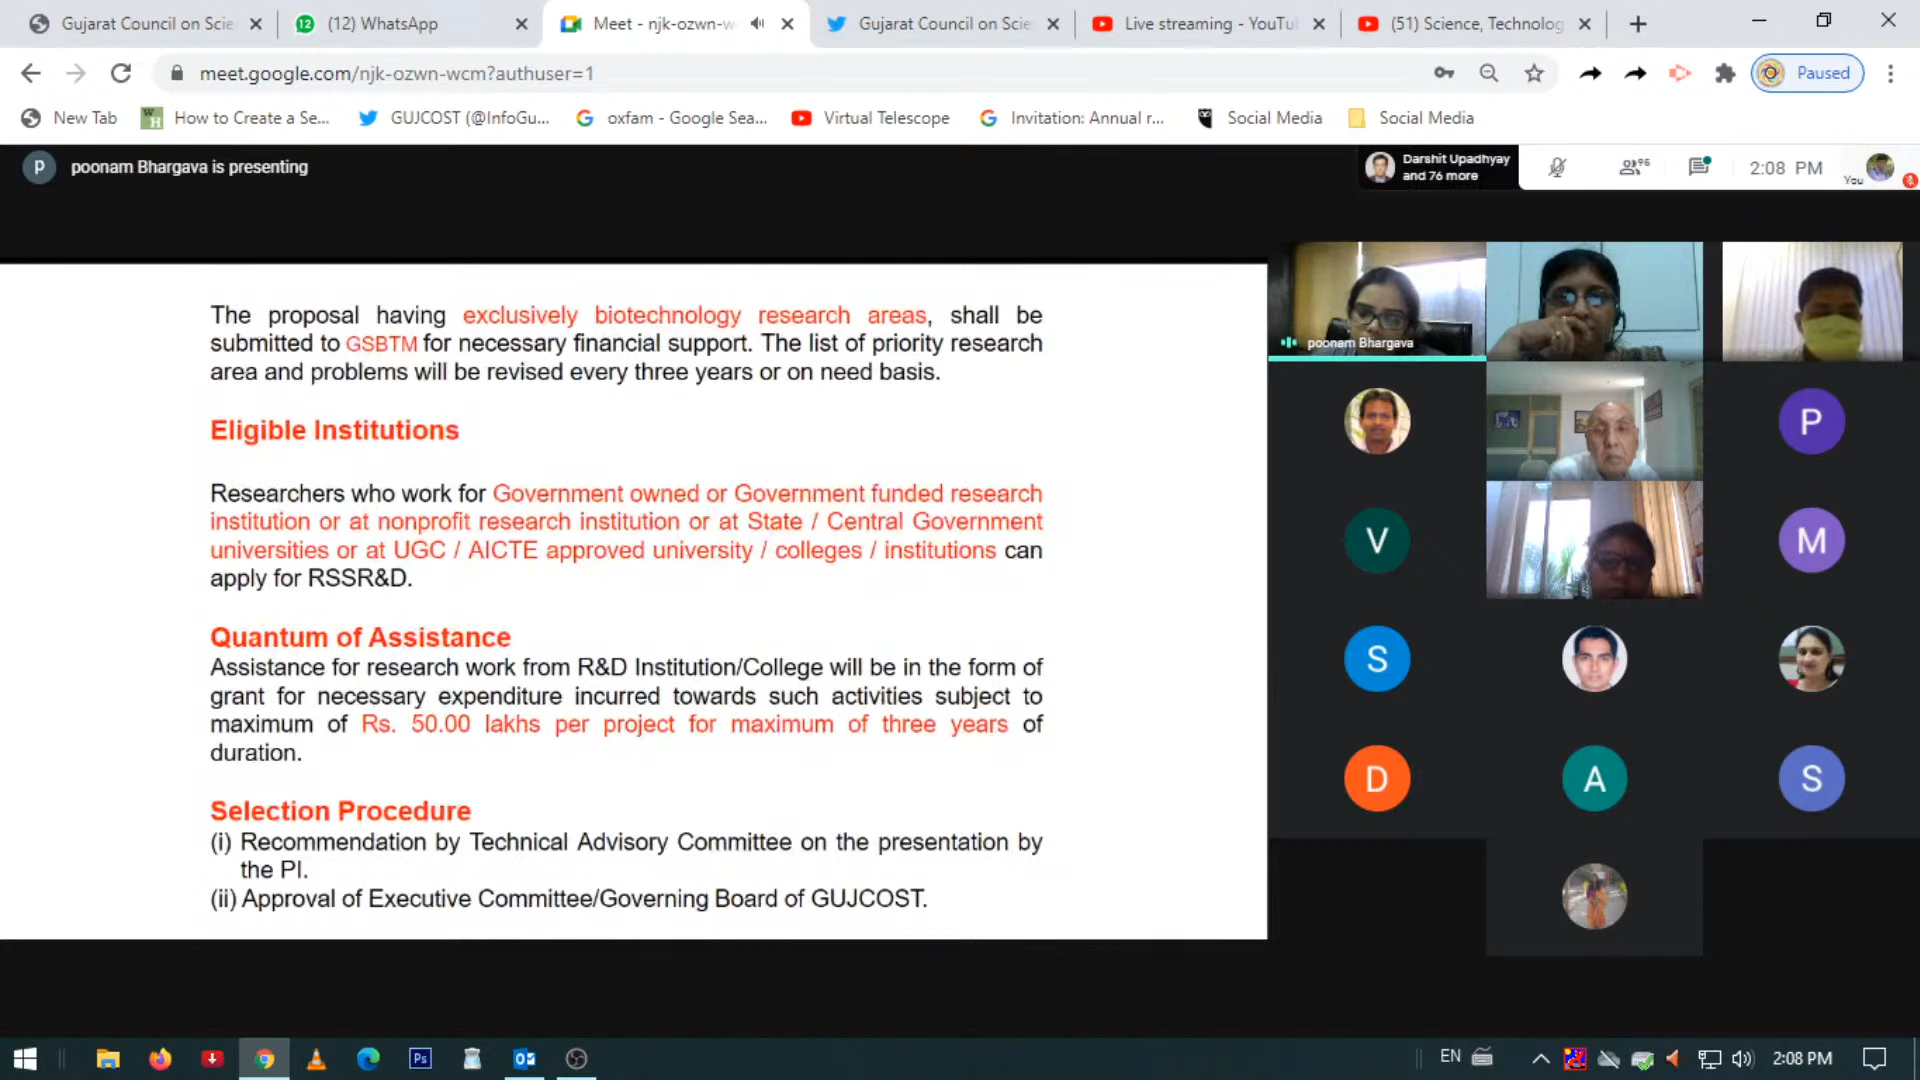 Gujarat Council on Scie
(12) WhatsApp
Meet - njk-ozwn-w
Gujarat Council on Scie
Live streaming - YouTu
(51) Science, Technolog
meet.google.com/njk-ozwn-wcm?authuser=1
Paused
New Tab
How to Create a Se...
GUJCOST (@InfoGu...
oxfam - Google Sea...
Virtual Telescope
Invitation: Annual r...
Social Media
Social Media
p
poonam Bhargava is presenting
Darshit Upadhyay
and 76 more
96
2:08 PM
You
The proposal having exclusively biotechnology research areas, shall be
submitted to GSBTM for necessary financial support. The list of priority research
area and problems will be revised every three years or on need basis.
Eligible Institutions
Researchers who work for Government owned or Government funded research
institution or at nonprofit research institution or at State / Central Government
universities or at UGC / AICTE approved university / colleges / institutions can
apply for RSSR&D.
Quantum of Assistance
Assistance for research work from R&D Institution/College will be in the form of
grant for necessary expenditure incurred towards such activities subject to
maximum of Rs. 50.00 lakhs per project for maximum of three years of
duration.
Selection Procedure
(i) Recommendation by Technical Advisory Committee on the presentation by
the PI.
(ii) Approval of Executive Committee/Governing Board of GUJCOST.
poonam Bhargava
P
V
M
S
D
A
S
Ps
EN
2:08 PM